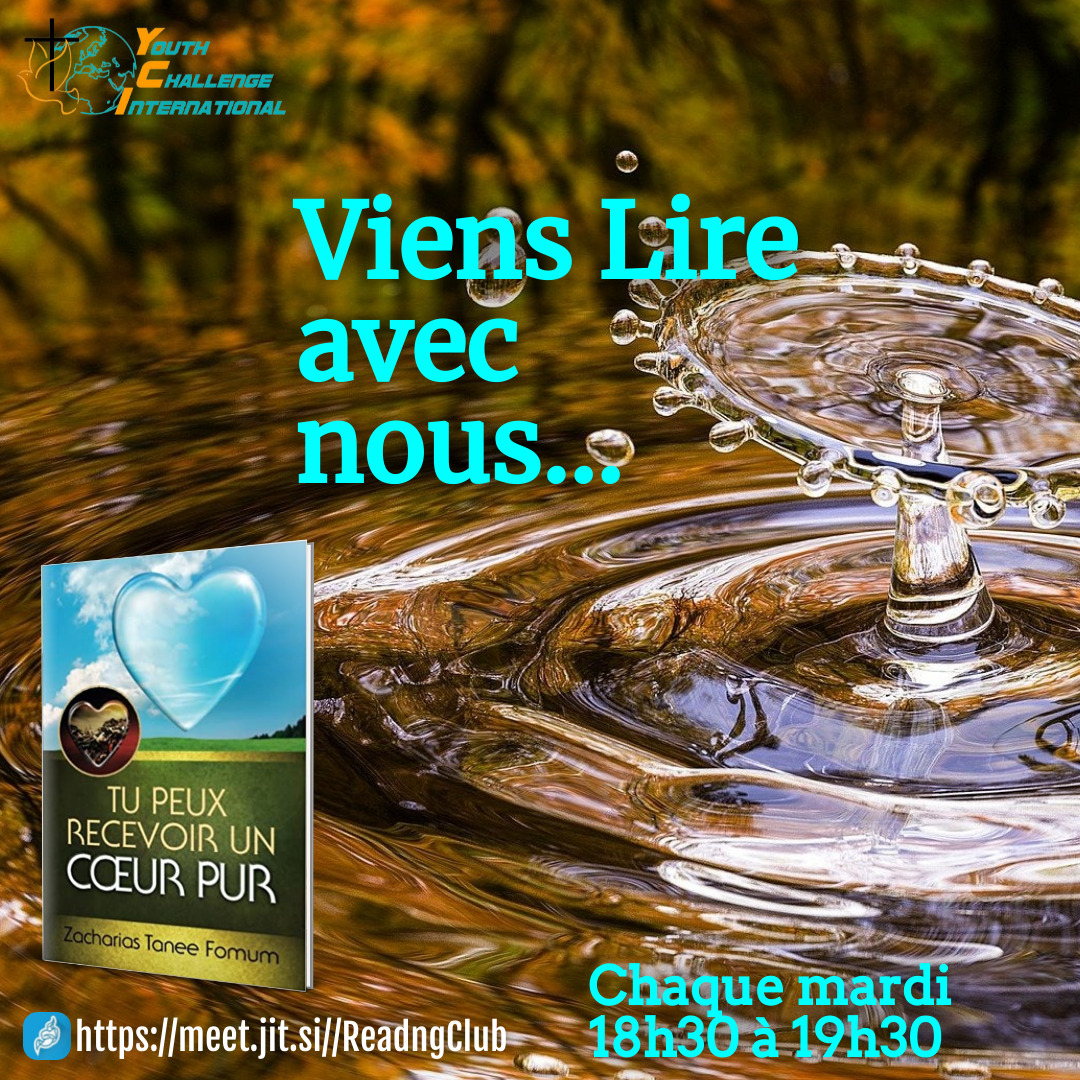 Youth
Challenge
International
Viens Lire
avec
nous...
TU PEUX
RECEVOIR UN
CŒUR PUR
Zacharias Tanee Fomum
Chaque mardi
18h30 à 19h30
https://meet.jit.si//ReadngClub